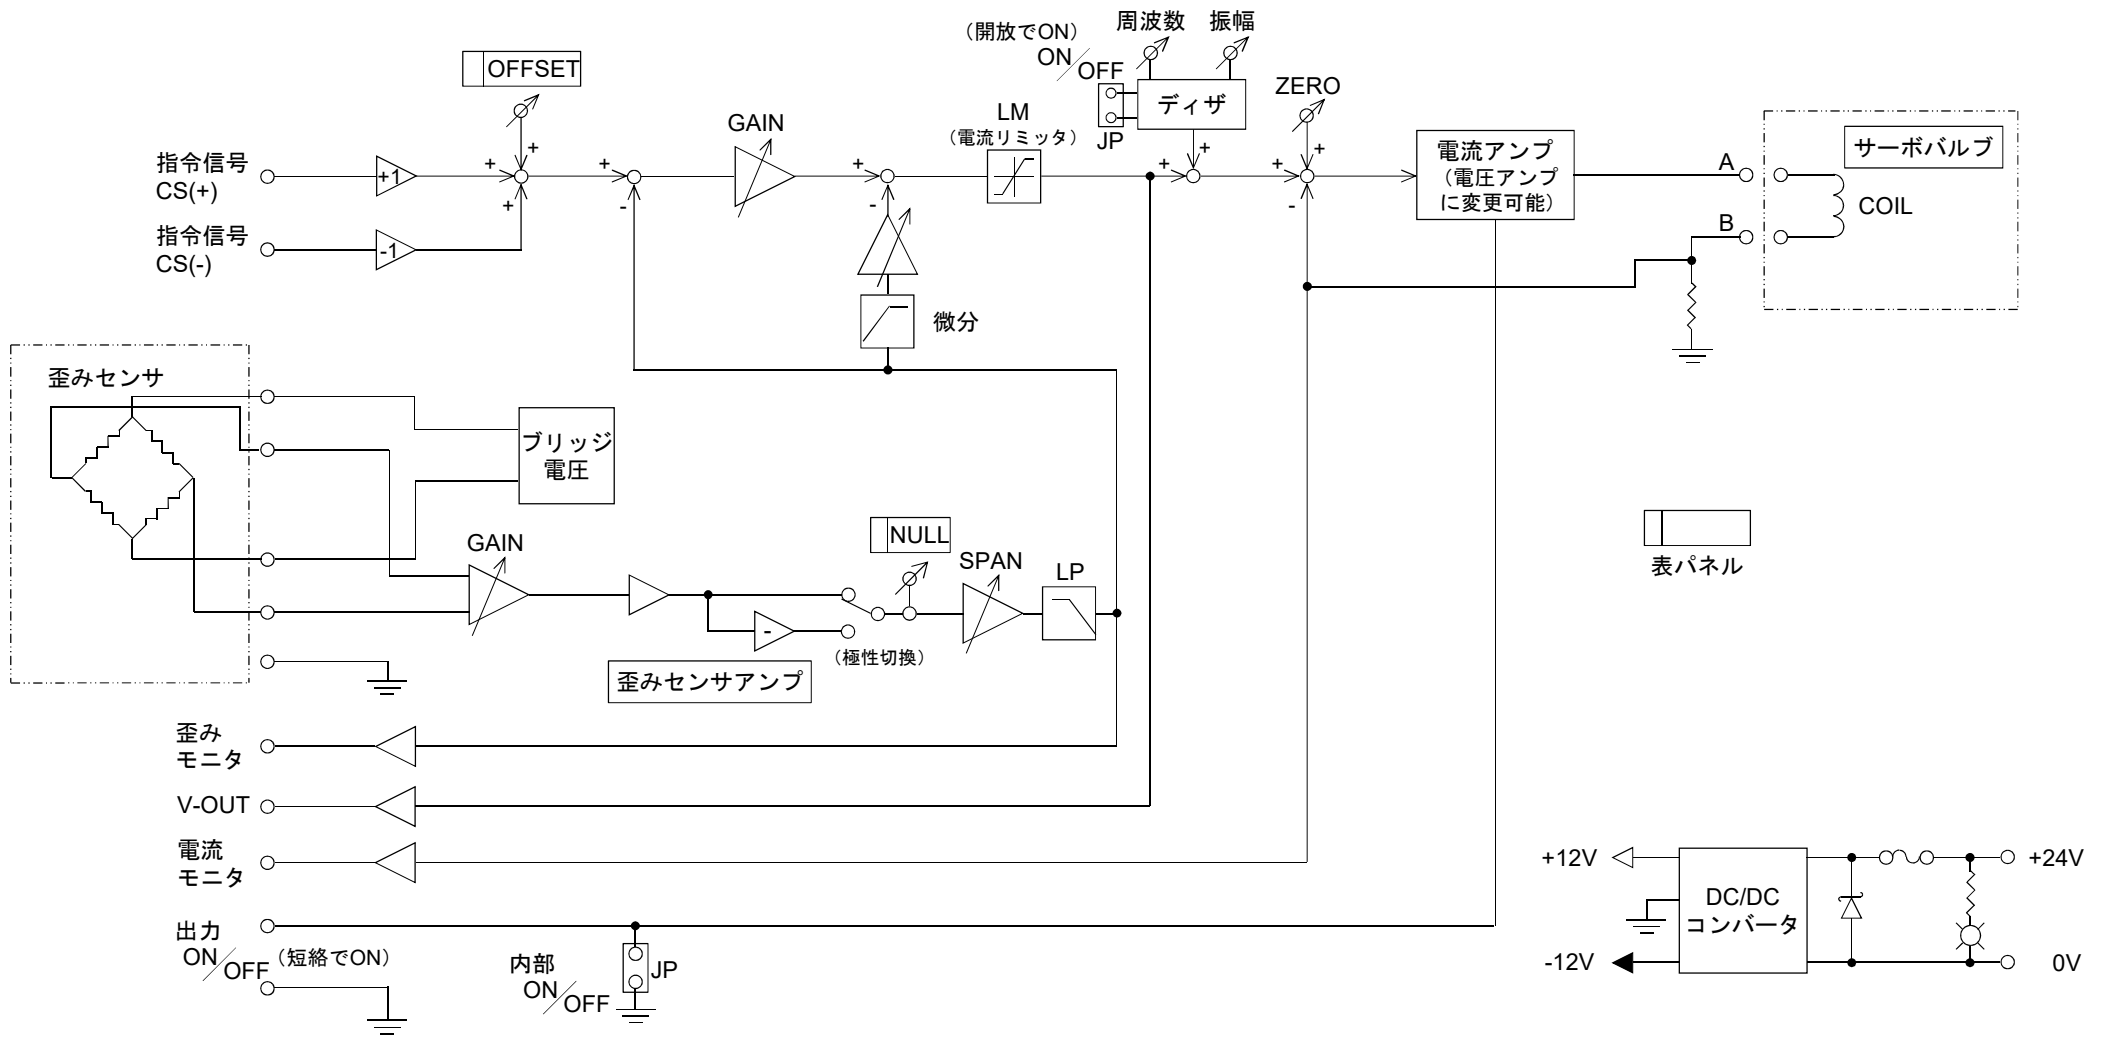 (開放でON)
ON/OFF
JP
周波数
振幅
ディザ
OFFSET
GAIN
LM
(電流リミッタ)
ZERO
指令信号
CS(+)
+1
+
+
+
+
-
+
-
+
+
+
+
-
指令信号
CS(-)
-1
電流アンプ
(電圧アンプ
に変更可能)
A
B
サーボバルブ
COIL
微分
歪みセンサ
ブリッジ
電圧
GAIN
-
(極性切換)
NULL
SPAN
LP
歪みセンサアンプ
表パネル
歪み
モニタ
V-OUT
電流
モニタ
出力
ON/OFF
(短絡でON)
内部
ON/OFF
JP
+12V
-12V
DC/DC
コンバータ
+24V
0V